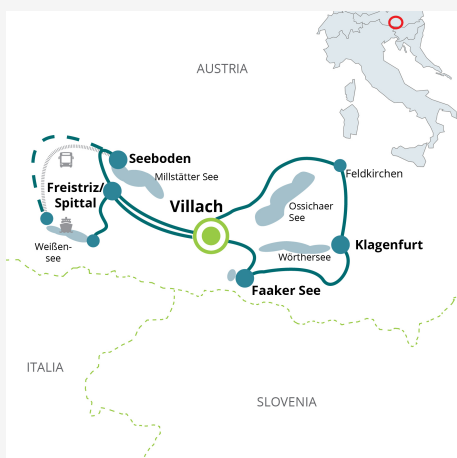 AUSTRIA
Seeboden
Millstätter See
Freistriz/
Spittal
Feldkirchen
Villach
Ossichaer
See
Weißen-
see
Klagenfurt
Wörthersee
Faaker See
ITALIA
SLOVENIA